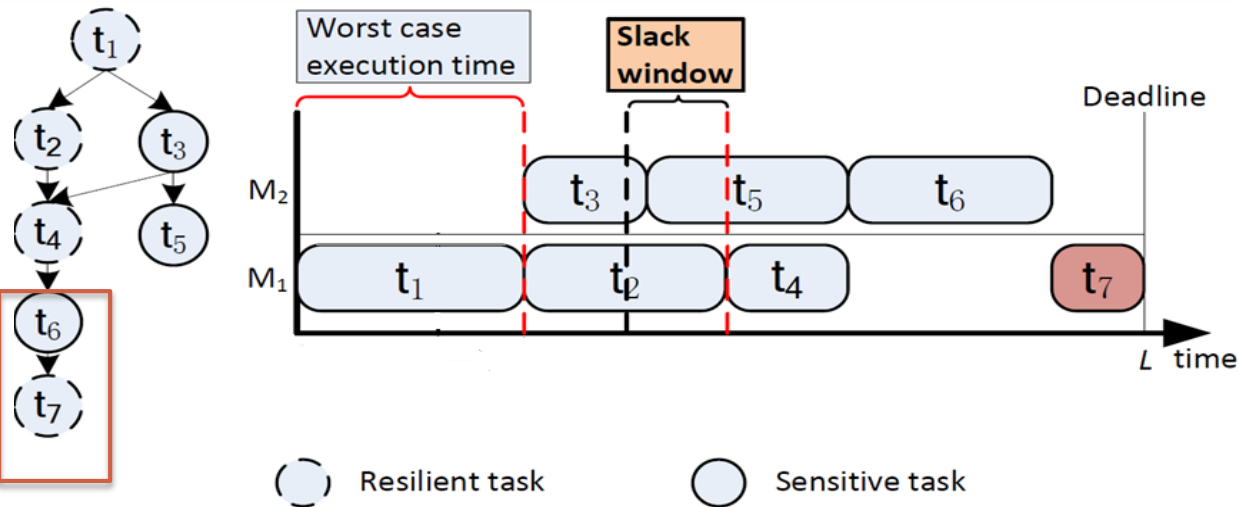 t₁
t₂
t₃
t₄
t₅
t₆
t₇
Worst case
execution time
Slack
window
Deadline
M₂
t₃
t₅
t₆
M₁
t₁
t₂
t₄
t₇
L time
Resilient task
Sensitive task